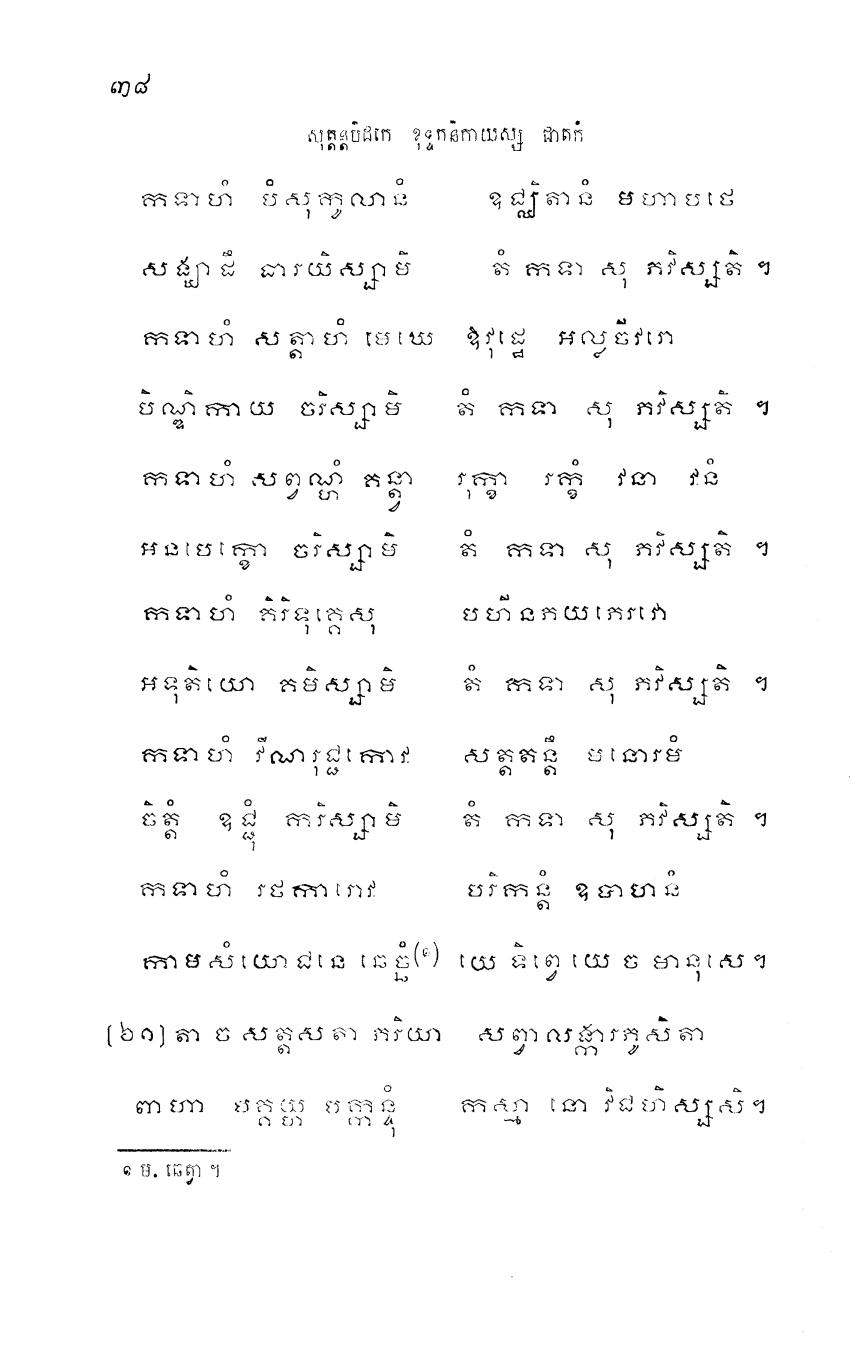 ៣៨
សុត្តន្តបិដកេ ខុទ្ទកនិកាយស្ស ជាតកំ
កទាហំ បំសុកូលានំ ឧជ្ឈិតានំ មហាបថេ
សង្ឃាដឹ ធារយិស្សាមិ តំ កទា សុ ភវិស្សតិ ។
កទាហំ សត្តាហំ មេឃេ ឱវុដ្ឋេ អល្លចីវរោ
បិណ្ឌិកាយ ចរិស្សាមិ តំ កទា សុ ភវិស្សតិ ។
កទាហំ សព្វណ្ហំ គន្ត្វា រុក្ខា រក្ខំ វនា វនំ
អនបេក្ខោ ចរិស្សាមិ តំ កទា សុ ភវិស្សតិ ។
កទាហំ គិរិទុគ្គេសុ បហីនភយភេរវោ
អទុតិយោ គមិស្សាមិ តំ កទា សុ ភវិស្សតិ ។
កទាហំ វីណារុជ្ជកោវ សត្តតន្តឹ មនោរមំ
ចិត្តំ ឧជ្ជុំ ករិស្សាមិ តំ កទា សុ ភវិស្សតិ ។
កទាហំ រថការោវ បរិកន្តំ ឧបាហនំ
កាមសំយោជនេ ឆេច្ឆំ(១) យេ ទិព្វេ យេ ច មានុសេ។
[៦១] តា ច សត្តសតា ភរិយា សព្វាលង្ការភូសិតា
ពាហា បគ្គយ្ហ បក្កន្ទុំ កស្មា នោ វិជហិស្សសិ។
១ ម. ឆេត្វា ។